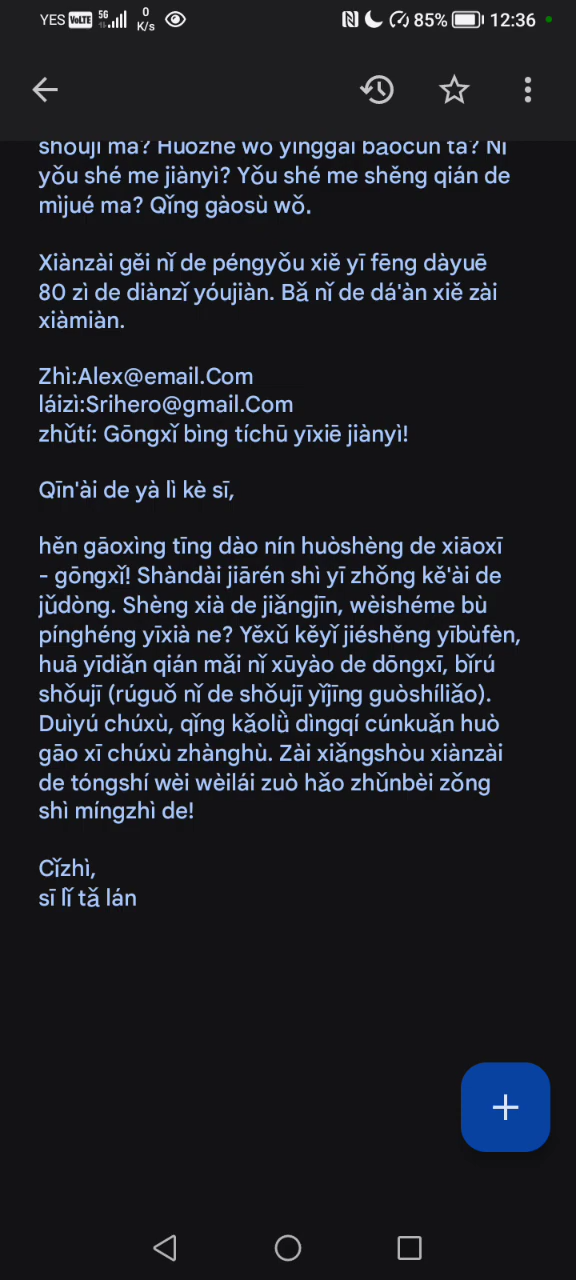 YES VoLTE 5G 0 K/s 85% 12:36
shǒujī ma? Huòzhě wǒ yīnggāi bǎocún tā? Nǐ
yǒu shé me jiànyì? Yǒu shé me shěng qián de
mìjué ma? Qǐng gàosù wǒ.
Xiànzài gěi nǐ de péngyǒu xiě yī fēng dàyuē
80 zì de diànzǐ yóujiàn. Bǎ nǐ de dá'àn xiě zài
xiàmiàn.
Zhì:Alex@email.Com
láizì:Srihero@gmail.Com
zhǔtí: Gōngxǐ bìng tíchū yīxiē jiànyì!
Qīn'ài de yà lì kè sī,
hěn gāoxìng tīng dào nín huòshèng de xiāoxī
- gōngxǐ! Shàndài jiārén shì yī zhǒng kě'ài de
jǔdòng. Shèng xià de jiǎngjīn, wèishéme bù
pínghéng yīxià ne? Yěxǔ kěyǐ jiéshěng yībùfèn,
huā yīdiǎn qián mǎi nǐ xūyào de dōngxī, bǐrú
shǒujī (rúguǒ nǐ de shǒujī yǐjīng guòshíliǎo).
Duìyú chúxù, qǐng kǎolǜ dìngqí cúnkuǎn huò
gāo xī chúxù zhànghù. Zài xiǎngshòu xiànzài
de tóngshí wèi wèilái zuò hǎo zhǔnbèi zǒng
shì míngzhì de!
Cǐzhì,
sī lǐ tǎ lán